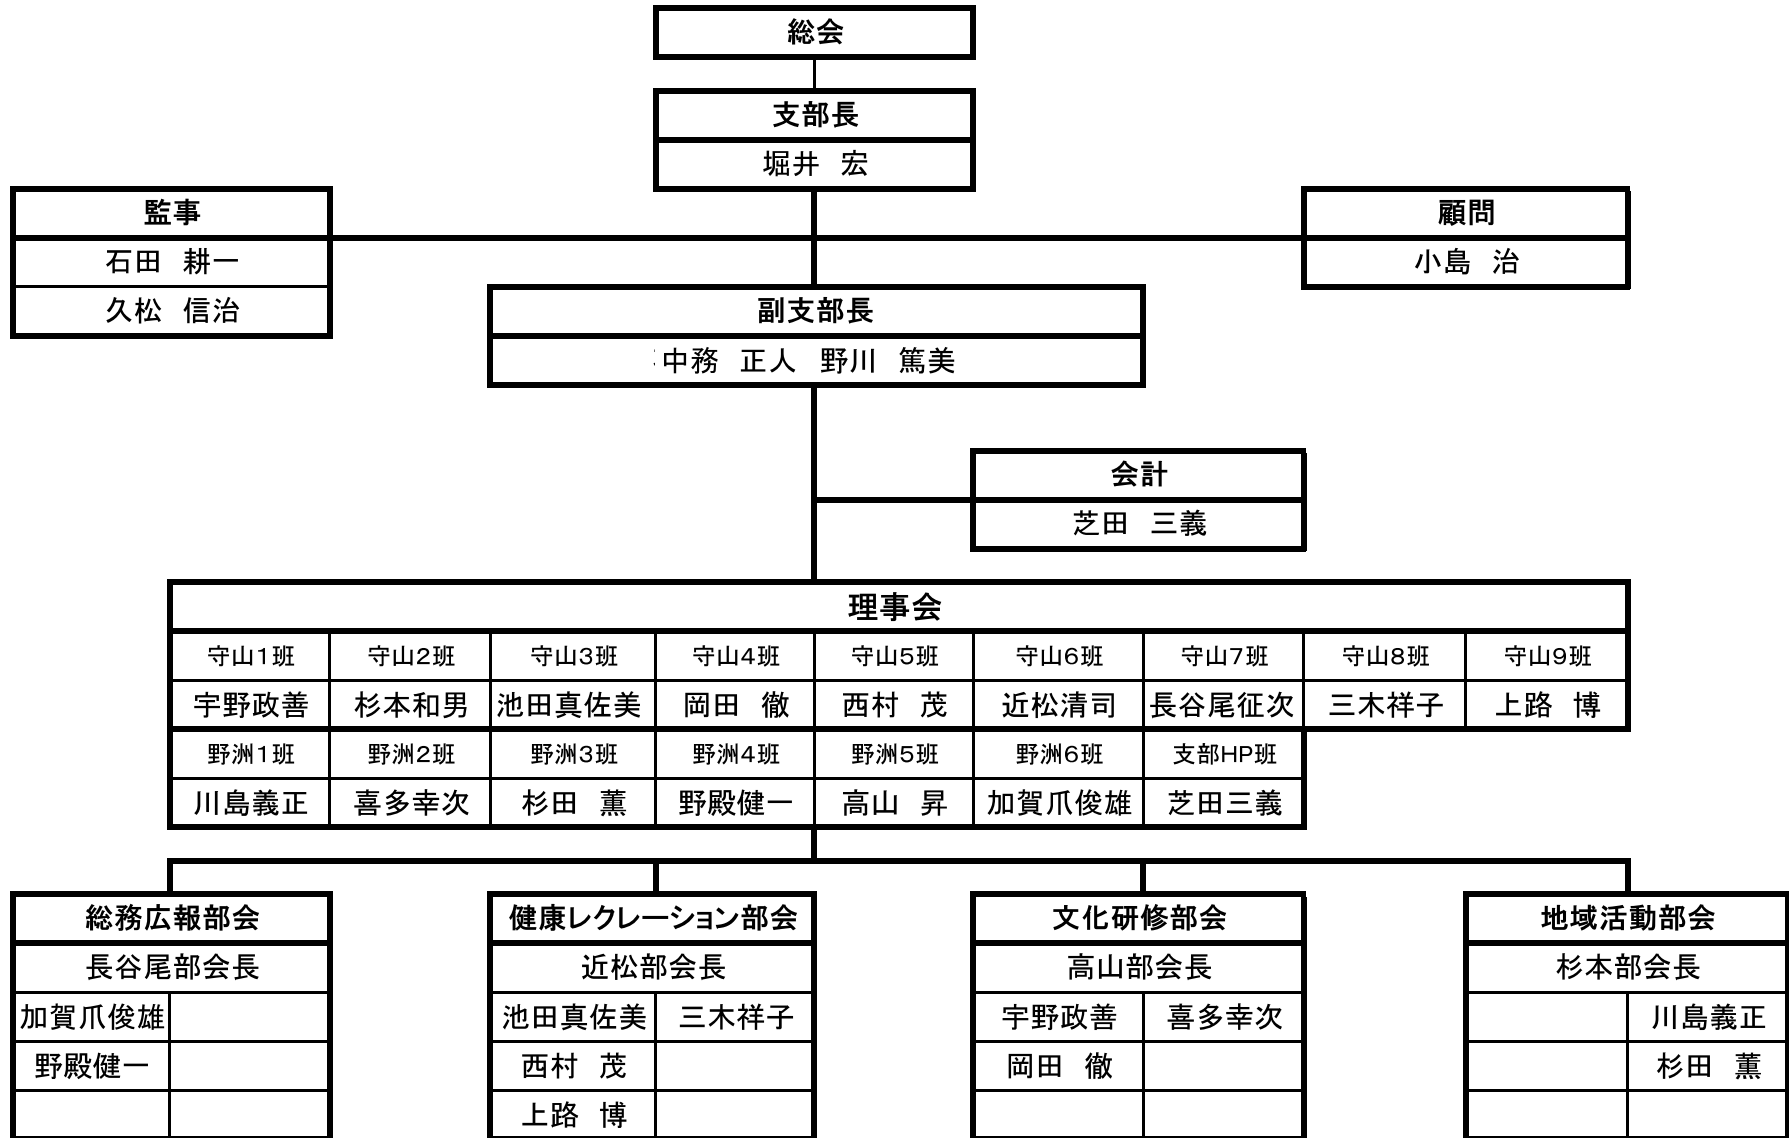 総会
支部長
堀井　宏
監事
石田　耕一
久松　信治
顧問
小島　治
副支部長
中務　正人　野川　篤美
会計
芝田　三義
理事会
守山1班 守山2班 守山3班 守山4班 守山5班 守山6班 守山7班 守山8班 守山9班
宇野政善 杉本和男 池田真佐美 岡田　徹 西村　茂 近松清司 長谷尾征次 三木祥子 上路　博
野洲1班 野洲2班 野洲3班 野洲4班 野洲5班 野洲6班 支部HP班
川島義正 喜多幸次 杉田　薫 野殿健一 高山　昇 加賀爪俊雄 芝田三義
総務広報部会
長谷尾部会長
加賀爪俊雄
野殿健一
健康レクレーション部会
近松部会長
池田真佐美 三木祥子
西村　茂
上路　博
文化研修部会
高山部会長
宇野政善 喜多幸次
岡田　徹
地域活動部会
杉本部会長
川島義正
杉田　薫